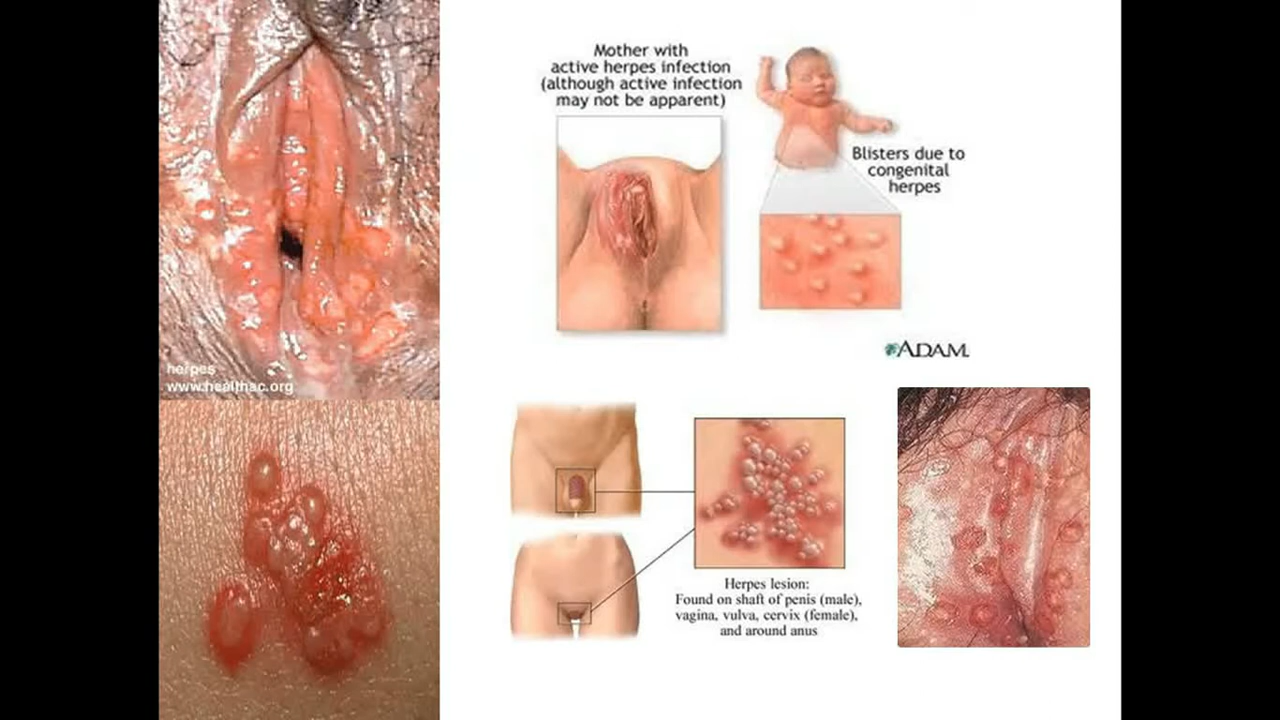 Mother with
active herpes infection
(although active infection
may not be apparent)
Blisters due to
congenital
herpes
ADAM.
herpes
www.healthac.org
Herpes lesion:
Found on shaft of penis (male),
vagina, vulva, cervix (female),
and around anus